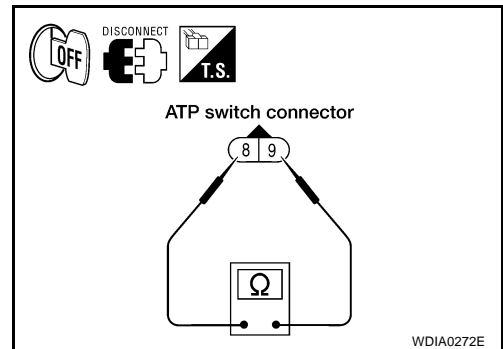 OFF
DISCONNECT
T.S.
ATP switch connector
8 9
Ω
WDIA0272E